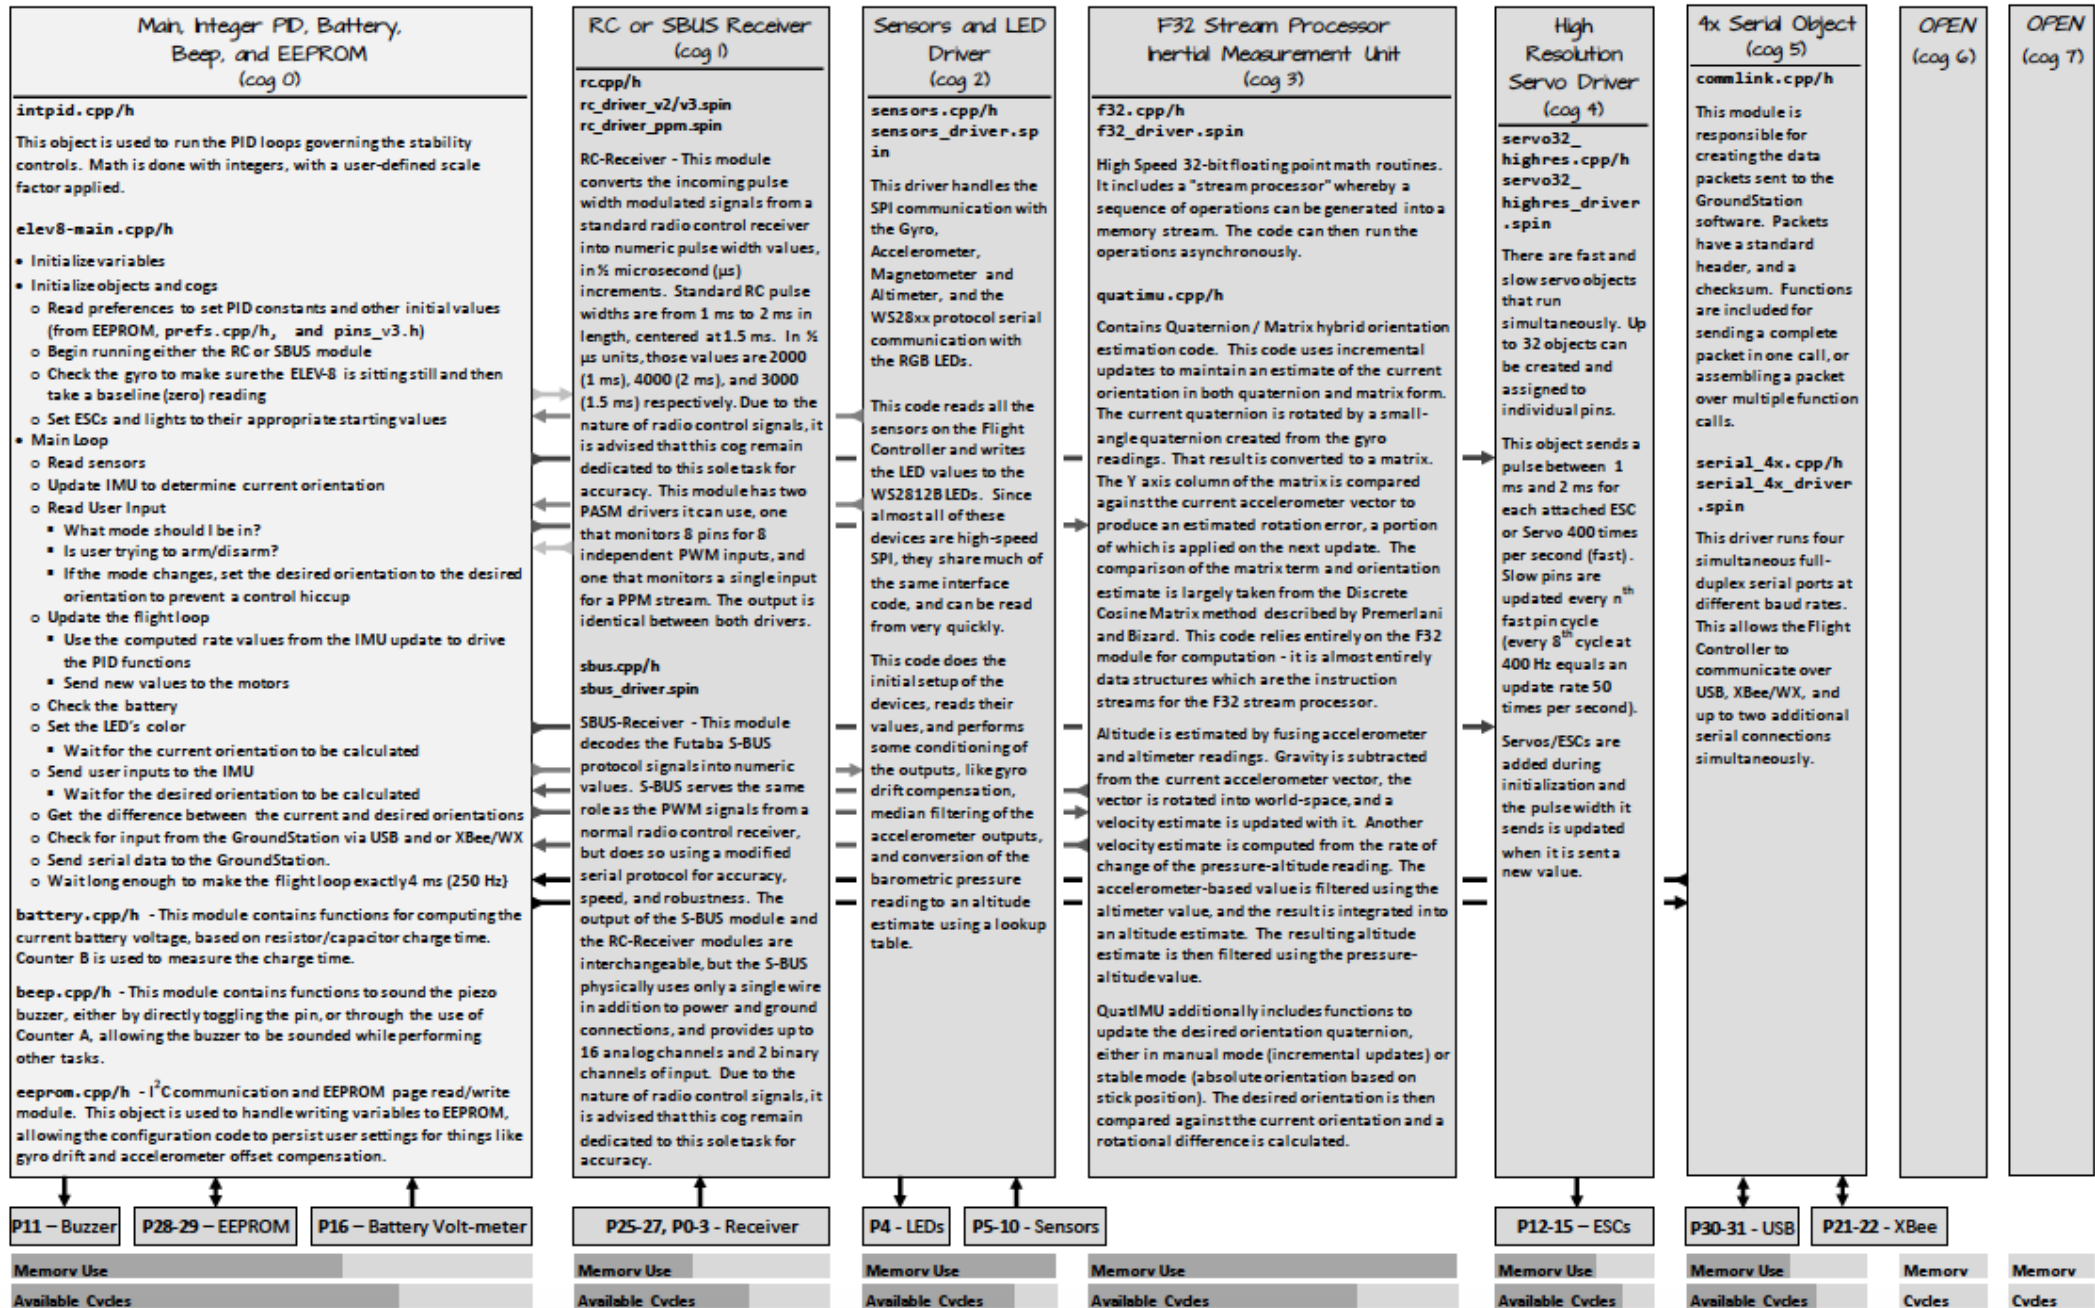 Main, Integer PID, Battery,
Beep, and EEPROM
(cog 0)
intpid.cpp/h
This object is used to run the PID loops governing the stability
controls. Math is done with integers, with a user-defined scale
factor applied.
elev8-main.cpp/h
• Initialize variables
• Initialize objects and cogs
o Read preferences to set PID constants and other initial values
(from EEPROM, prefs.cpp/h, and pins_v3.h)
o Begin running either the RC or SBUS module
o Check the gyro to make sure the ELEV-8 is sitting still and then
take a baseline (zero) reading
o Set ESCs and lights to their appropriate starting values
• Main Loop
o Read sensors
o Update IMU to determine current orientation
o Read User Input
▪ What mode should I be in?
▪ Is user trying to arm/disarm?
▪ If the mode changes, set the desired orientation to the desired
orientation to prevent a control hiccup
o Update the flight loop
▪ Use the computed rate values from the IMU update to drive
the PID functions
▪ Send new values to the motors
o Check the battery
o Set the LED's color
▪ Wait for the current orientation to be calculated
o Send user inputs to the IMU
▪ Wait for the desired orientation to be calculated
o Get the difference between the current and desired orientations
o Check for input from the GroundStation via USB and or XBee/WX
o Send serial data to the GroundStation.
o Wait long enough to make the flight loop exactly 4 ms (250 Hz}
battery.cpp/h - This module contains functions for computing the
current battery voltage, based on resistor/capacitor charge time.
Counter B is used to measure the charge time.
beep.cpp/h - This module contains functions to sound the piezo
buzzer, either by directly toggling the pin, or through the use of
Counter A, allowing the buzzer to be sounded while performing
other tasks.
eeprom.cpp/h - I²C communication and EEPROM page read/write
module. This object is used to handle writing variables to EEPROM,
allowing the configuration code to persist user settings for things like
gyro drift and accelerometer offset compensation.
P11 – Buzzer
P28-29 – EEPROM
P16 – Battery Volt-meter
Memory Use
Available Cycles
RC or SBUS Receiver
(cog 1)
rc.cpp/h
rc_driver_v2/v3.spin
rc_driver_ppm.spin
RC-Receiver - This module
converts the incoming pulse
width modulated signals from a
standard radio control receiver
into numeric pulse width values,
in ½ microsecond (µs)
increments. Standard RC pulse
widths are from 1 ms to 2 ms in
length, centered at 1.5 ms. In ½
µs units, those values are 2000
(1 ms), 4000 (2 ms), and 3000
(1.5 ms) respectively. Due to the
nature of radio control signals, it
is advised that this cog remain
dedicated to this sole task for
accuracy. This module has two
PASM drivers it can use, one
that monitors 8 pins for 8
independent PWM inputs, and
one that monitors a single input
for a PPM stream. The output is
identical between both drivers.
sbus.cpp/h
sbus_driver.spin
SBUS-Receiver - This module
decodes the Futaba S-BUS
protocol signals into numeric
values. S-BUS serves the same
role as the PWM signals from a
normal radio control receiver,
but does so using a modified
serial protocol for accuracy,
speed, and robustness. The
output of the S-BUS module and
the RC-Receiver modules are
interchangeable, but the S-BUS
physically uses only a single wire
in addition to power and ground
connections, and provides up to
16 analog channels and 2 binary
channels of input. Due to the
nature of radio control signals, it
is advised that this cog remain
dedicated to this sole task for
accuracy.
P25-27, P0-3 - Receiver
Memory Use
Available Cycles
Sensors and LED
Driver
(cog 2)
sensors.cpp/h
sensors_driver.sp
in
This driver handles the
SPI communication with
the Gyro,
Accelerometer,
Magnetometer and
Altimeter, and the
WS28xx protocol serial
communication with
the RGB LEDs.
This code reads all the
sensors on the Flight
Controller and writes
the LED values to the
WS2812B LEDs. Since
almost all of these
devices are high-speed
SPI, they share much of
the same interface
code, and can be read
from very quickly.
This code does the
initial setup of the
devices, reads their
values, and performs
some conditioning of
the outputs, like gyro
drift compensation,
median filtering of the
accelerometer outputs,
and conversion of the
barometric pressure
reading to an altitude
estimate using a lookup
table.
P4 - LEDs
P5-10 - Sensors
Memory Use
Available Cycles
F32 Stream Processor
Inertial Measurement Unit
(cog 3)
f32.cpp/h
f32_driver.spin
High Speed 32-bit floating point math routines.
It includes a "stream processor" whereby a
sequence of operations can be generated into a
memory stream. The code can then run the
operations asynchronously.
quatimu.cpp/h
Contains Quaternion / Matrix hybrid orientation
estimation code. This code uses incremental
updates to maintain an estimate of the current
orientation in both quaternion and matrix form.
The current quaternion is rotated by a small-
angle quaternion created from the gyro
readings. That result is converted to a matrix.
The Y axis column of the matrix is compared
against the current accelerometer vector to
produce an estimated rotation error, a portion
of which is applied on the next update. The
comparison of the matrix term and orientation
estimate is largely taken from the Discrete
Cosine Matrix method described by Premerlani
and Bizard. This code relies entirely on the F32
module for computation - it is almost entirely
data structures which are the instruction
streams for the F32 stream processor.
Altitude is estimated by fusing accelerometer
and altimeter readings. Gravity is subtracted
from the current accelerometer vector, the
vector is rotated into world-space, and a
velocity estimate is updated with it. Another
velocity estimate is computed from the rate of
change of the pressure-altitude reading. The
accelerometer-based value is filtered using the
altimeter value, and the result is integrated into
an altitude estimate. The resulting altitude
estimate is then filtered using the pressure-
altitude value.
QuatIMU additionally includes functions to
update the desired orientation quaternion,
either in manual mode (incremental updates) or
stable mode (absolute orientation based on
stick position). The desired orientation is then
compared against the current orientation and a
rotational difference is calculated.
Memory Use
Available Cycles
High
Resolution
Servo Driver
(cog 4)
servo32_
highres.cpp/h
servo32_
highres_driver
.spin
There are fast and
slow servo objects
that run
simultaneously. Up
to 32 objects can
be created and
assigned to
individual pins.
This object sends a
pulse between 1
ms and 2 ms for
each attached ESC
or Servo 400 times
per second (fast).
Slow pins are
updated every nth
fast pin cycle
(every 8th cycle at
400 Hz equals an
update rate 50
times per second).
Servos/ESCs are
added during
initialization and
the pulse width it
sends is updated
when it is sent a
new value.
P12-15 – ESCs
Memory Use
Available Cycles
4x Serial Object
(cog 5)
commlink.cpp/h
This module is
responsible for
creating the data
packets sent to the
GroundStation
software. Packets
have a standard
header, and a
checksum. Functions
are included for
sending a complete
packet in one call, or
assembling a packet
over multiple function
calls.
serial_4x.cpp/h
serial_4x_driver
.spin
This driver runs four
simultaneous full-
duplex serial ports at
different baud rates.
This allows the Flight
Controller to
communicate over
USB, XBee/WX, and
up to two additional
serial connections
simultaneously.
P30-31 - USB
P21-22 - XBee
Memory Use
Available Cycles
OPEN
(cog 6)
Memory
Cycles
OPEN
(cog 7)
Memory
Cycles